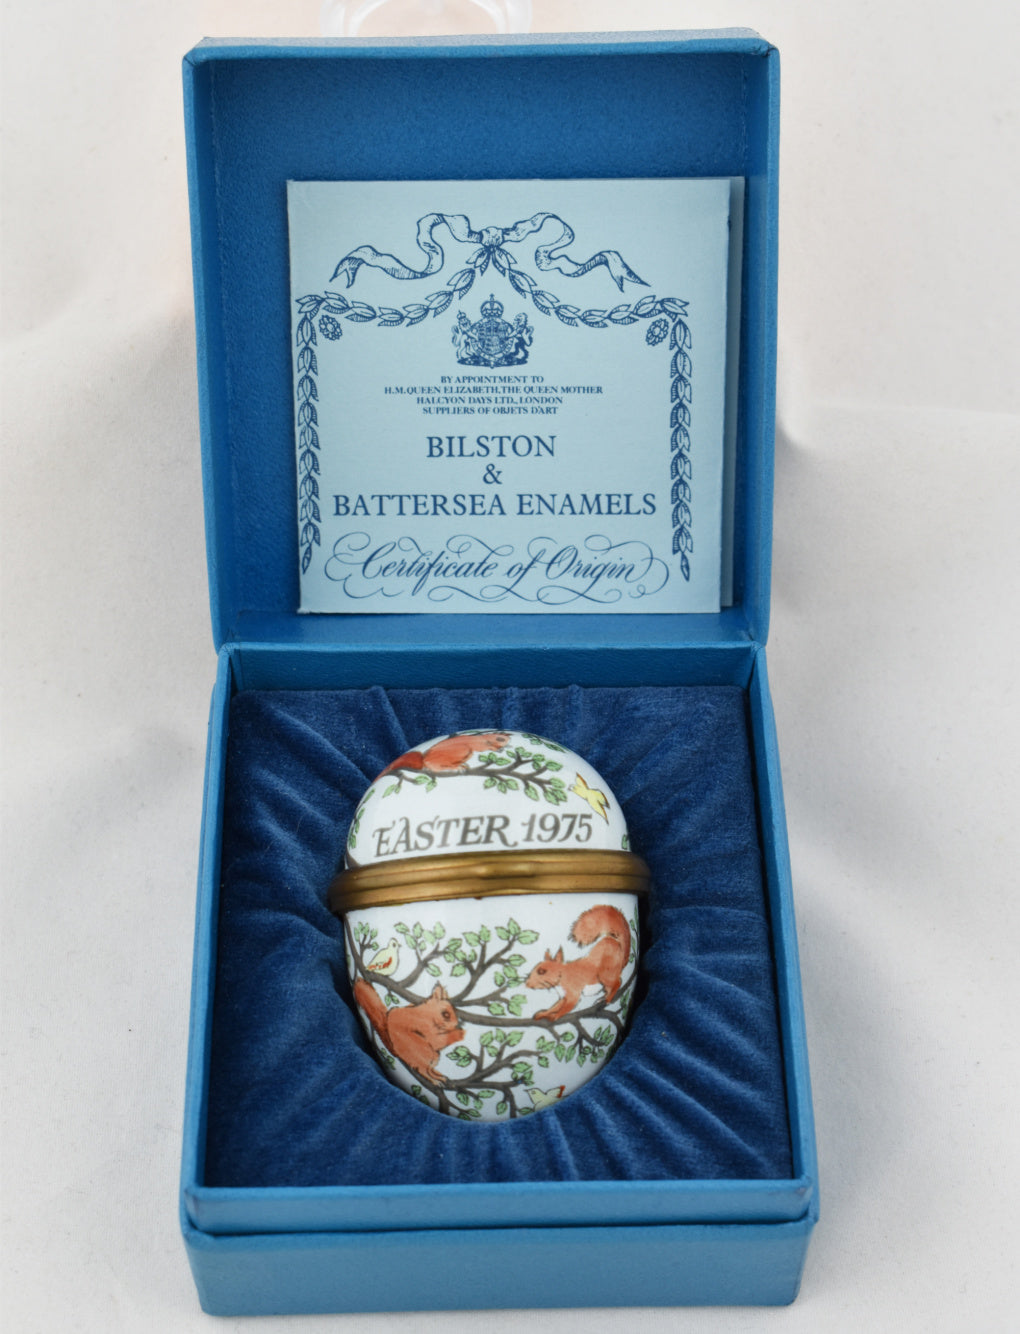 BY APPOINTMENT TO
H.M. QUEEN ELIZABETH, THE QUEEN MOTHER
HALCYON DAYS LTD., LONDON
SUPPLIERS OF OBJETS D'ART
BILSTON
&
BATTERSEA ENAMELS
Certificate of Origin
EASTER 1975